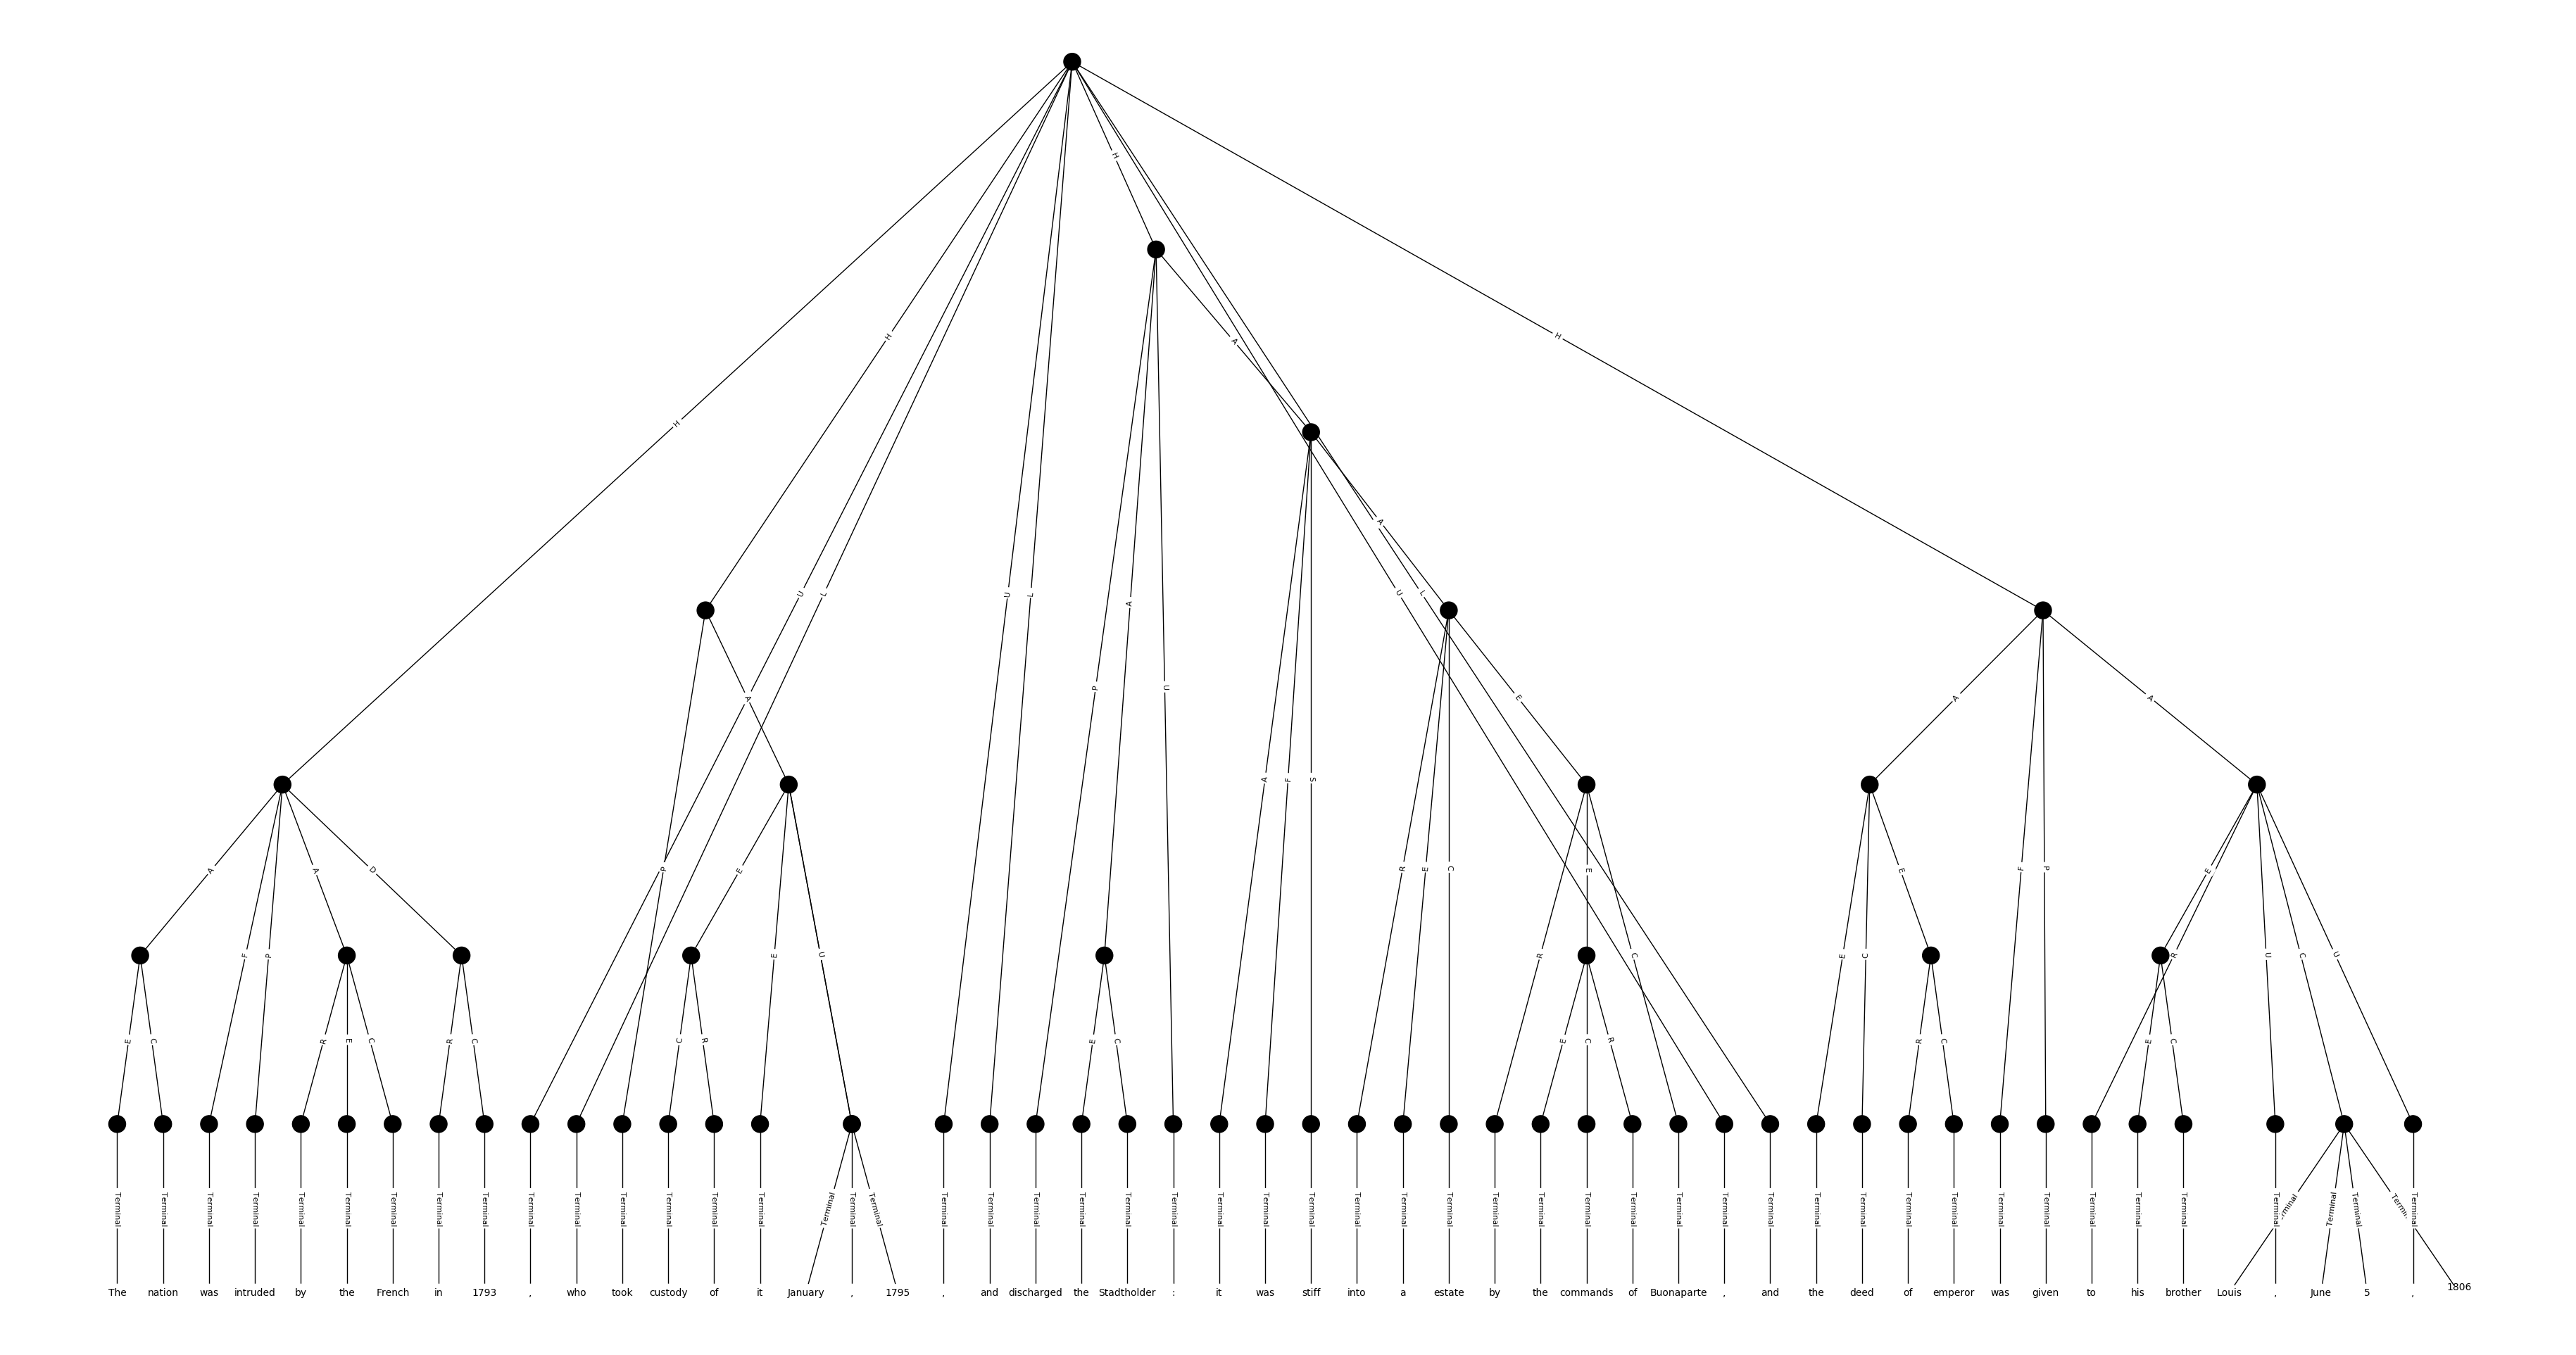 H
H
A
H
H
A
U
L
U
L
A
L
U
E
A
A
A
P
A
U
A
F
S
A
A
D
P
E
R
E
C
E
E
F
P
E
F
P
E
U
R
C
E
C
R
U
C
U
E
C
R
E
C
R
C
C
R
E
C
E
C
R
R
C
E
C
Terminal Terminal Terminal Terminal Terminal Terminal Terminal Terminal Terminal Terminal Terminal Terminal Terminal Terminal Terminal Terminal Terminal Terminal Terminal Terminal Terminal Terminal Terminal Terminal Terminal Terminal Terminal Terminal Terminal Terminal Terminal Terminal Terminal Terminal Terminal Terminal Terminal Terminal Terminal Terminal Terminal Terminal Terminal Terminal Terminal Terminal Terminal Terminal Terminal
The nation was intruded by the French in 1793 , who took custody of it January , 1795 , and discharged the Stadtholder : it was stiff into a estate by the commands of Buonaparte , and the deed of emperor was given to his brother Louis , June 5 , 1806